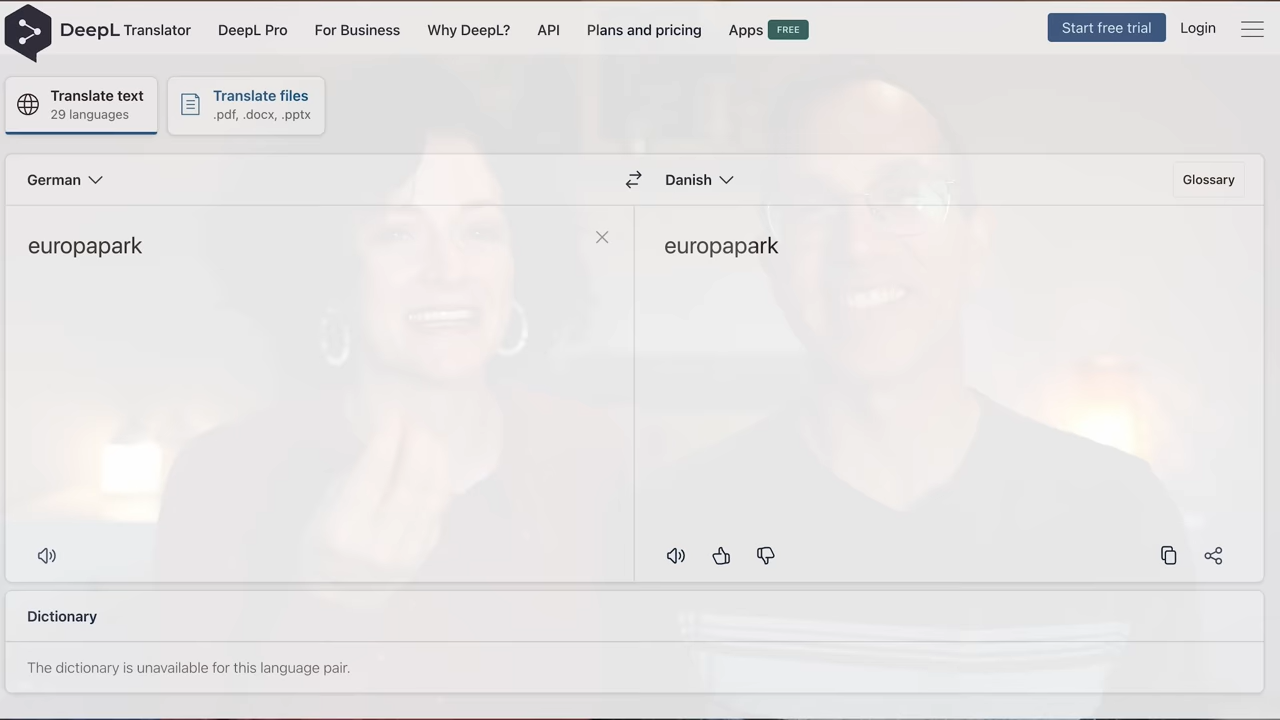 DeepL Translator DeepL Pro For Business Why DeepL? API Plans and pricing Apps FREE Start free trial Login
Translate text
29 languages
Translate files
.pdf, .docx, .pptx
German Danish Glossary
europapark europapark
Dictionary
The dictionary is unavailable for this language pair.